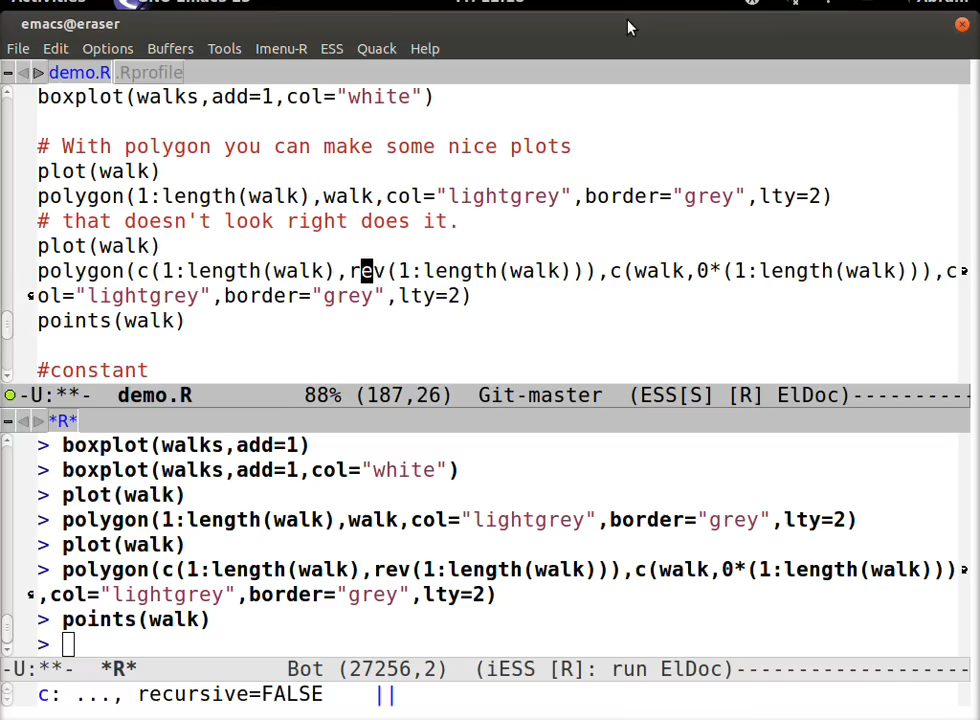 emacs@eraser
File Edit Options Buffers Tools Imenu-R ESS Quack Help
demo.R .Rprofile
boxplot(walks,add=1,col="white")
# With polygon you can make some nice plots
plot(walk)
polygon(1:length(walk),walk,col="lightgrey",border="grey",lty=2)
# that doesn't look right does it.
plot(walk)
polygon(c(1:length(walk),rev(1:length(walk))),c(walk,0*(1:length(walk))),c
ol="lightgrey",border="grey",lty=2)
points(walk)
#constant
-U:**- demo.R 88% (187,26) Git-master (ESS[S] [R] ElDoc)----------
*R*
> boxplot(walks,add=1)
> boxplot(walks,add=1,col="white")
> plot(walk)
> polygon(1:length(walk),walk,col="lightgrey",border="grey",lty=2)
> plot(walk)
> polygon(c(1:length(walk),rev(1:length(walk))),c(walk,0*(1:length(walk)))
,col="lightgrey",border="grey",lty=2)
> points(walk)
>
-U:**- *R* Bot (27256,2) (iESS [R]: run ElDoc)-------------------
c: ..., recursive=FALSE ||